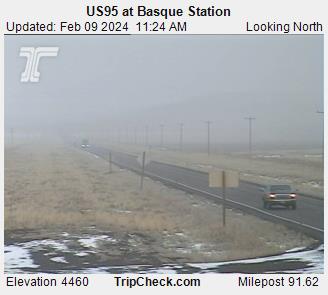 US95 at Basque Station
Updated: Feb 09 2024 11:24 AM Looking North
Elevation 4460 TripCheck.com Milepost 91.62